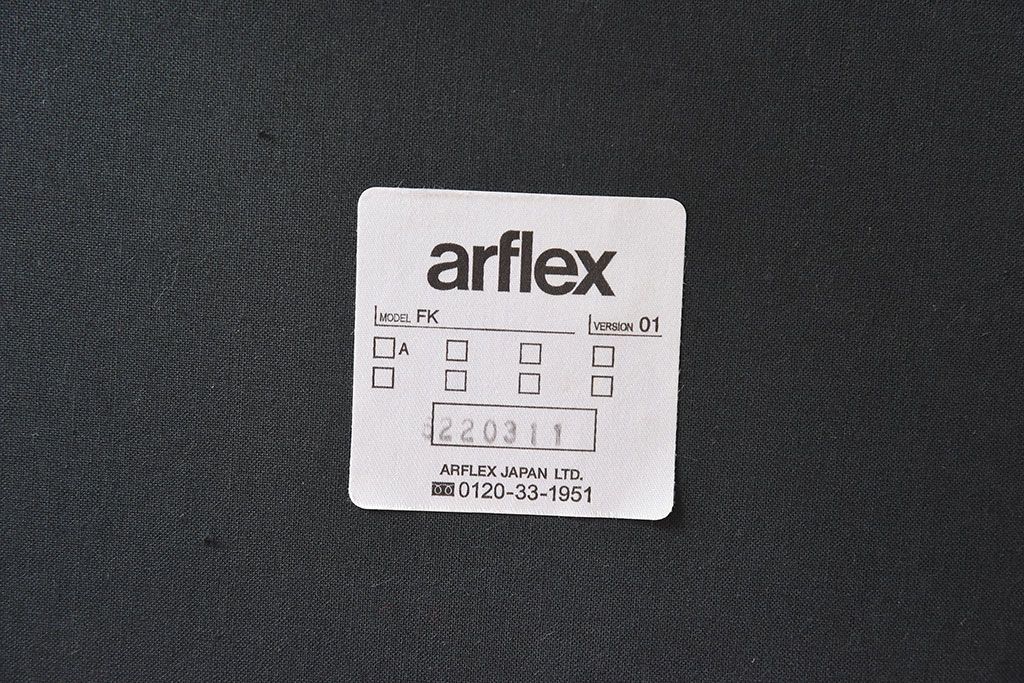 arflex
MODEL FK VERSION 01
A
220311
ARFLEX JAPAN LTD.
0120-33-1951